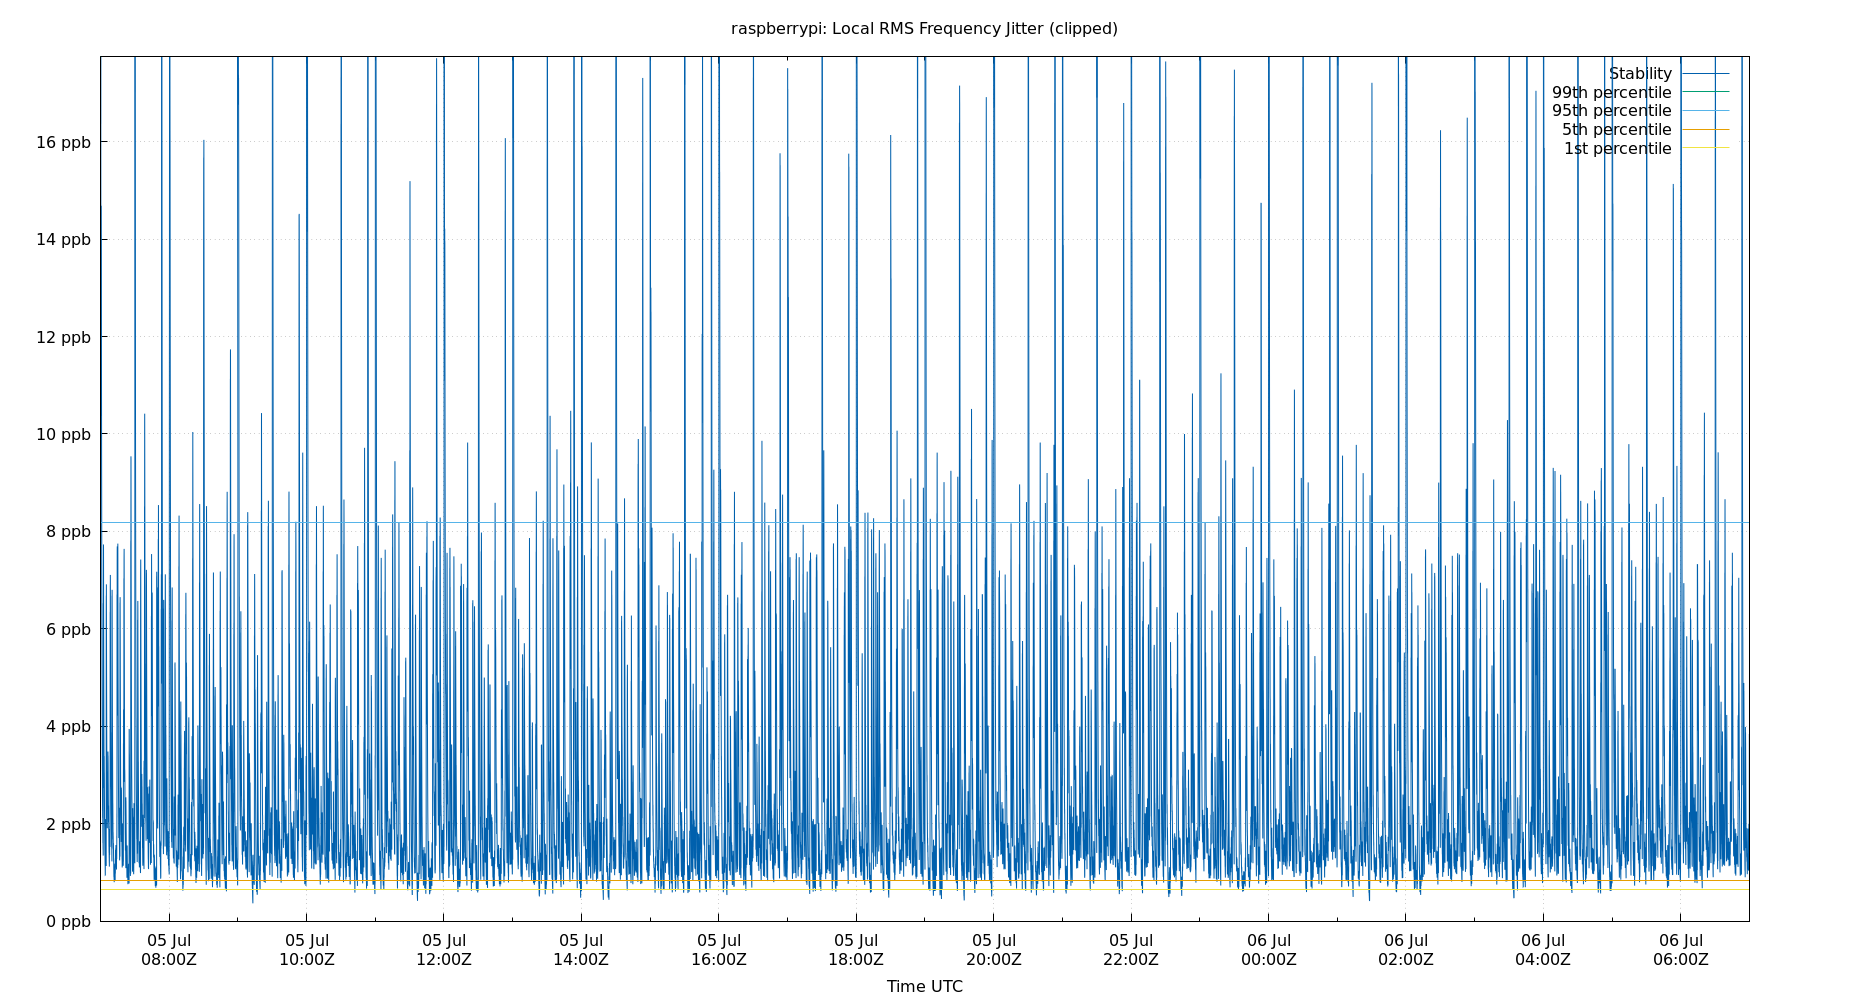 raspberrypi: Local RMS Frequency Jitter (clipped)
Stability
99th percentile
95th percentile
5th percentile
1st percentile
16 ppb
14 ppb
12 ppb
10 ppb
8 ppb
6 ppb
4 ppb
2 ppb
0 ppb
05 Jul 05 Jul 05 Jul 05 Jul 05 Jul 05 Jul 05 Jul 05 Jul 06 Jul 06 Jul 06 Jul 06 Jul
08:00Z 10:00Z 12:00Z 14:00Z 16:00Z 18:00Z 20:00Z 22:00Z 00:00Z 02:00Z 04:00Z 06:00Z
Time UTC